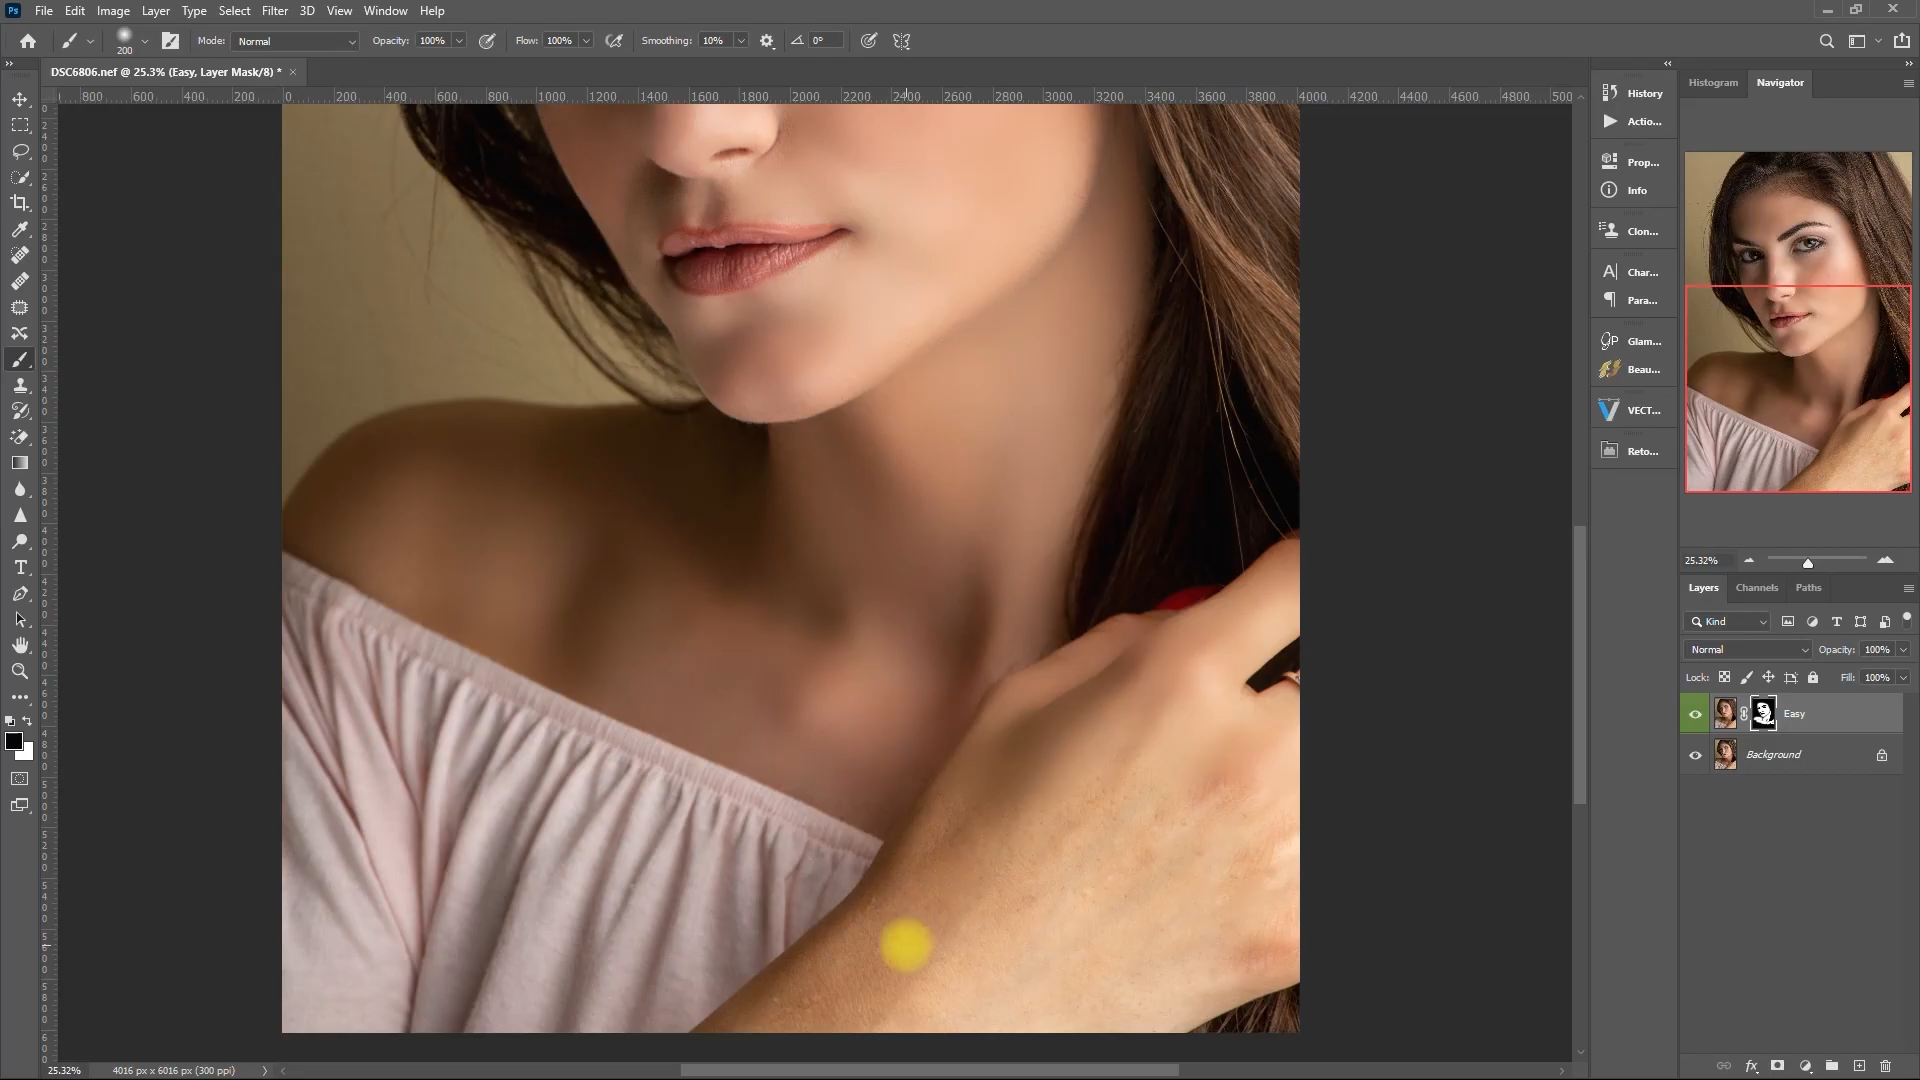 Ps File Edit Image Layer Type Select Filter 3D View Window Help
200 Mode: Normal Opacity: 100% Flow: 100% Smoothing: 10% 0°
DSC6806.nef @ 25.3% (Easy, Layer Mask/8) * ×
800 600 400 200 0 200 400 600 800 1000 1200 1400 1600 1800 2000 2200 2400 2600 2800 3000 3200 3400 3600 3800 4000 4200 4400 4600 4800 500
History
Actio...
Prop...
Info
Clon...
Char...
Para...
Glam...
Beau...
VECT...
Reto...
Histogram Navigator
25.32%
Layers Channels Paths
Kind
Normal Opacity: 100%
Lock: Fill: 100%
Easy
Background
25.32% 4016 px x 6016 px (300 ppi)